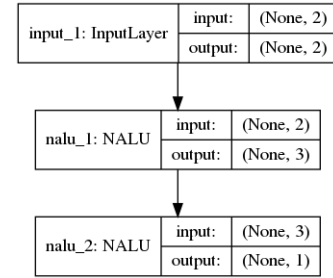 input_1: InputLayer
input: (None, 2)
output: (None, 2)
nalu_1: NALU
input: (None, 2)
output: (None, 3)
nalu_2: NALU
input: (None, 3)
output: (None, 1)